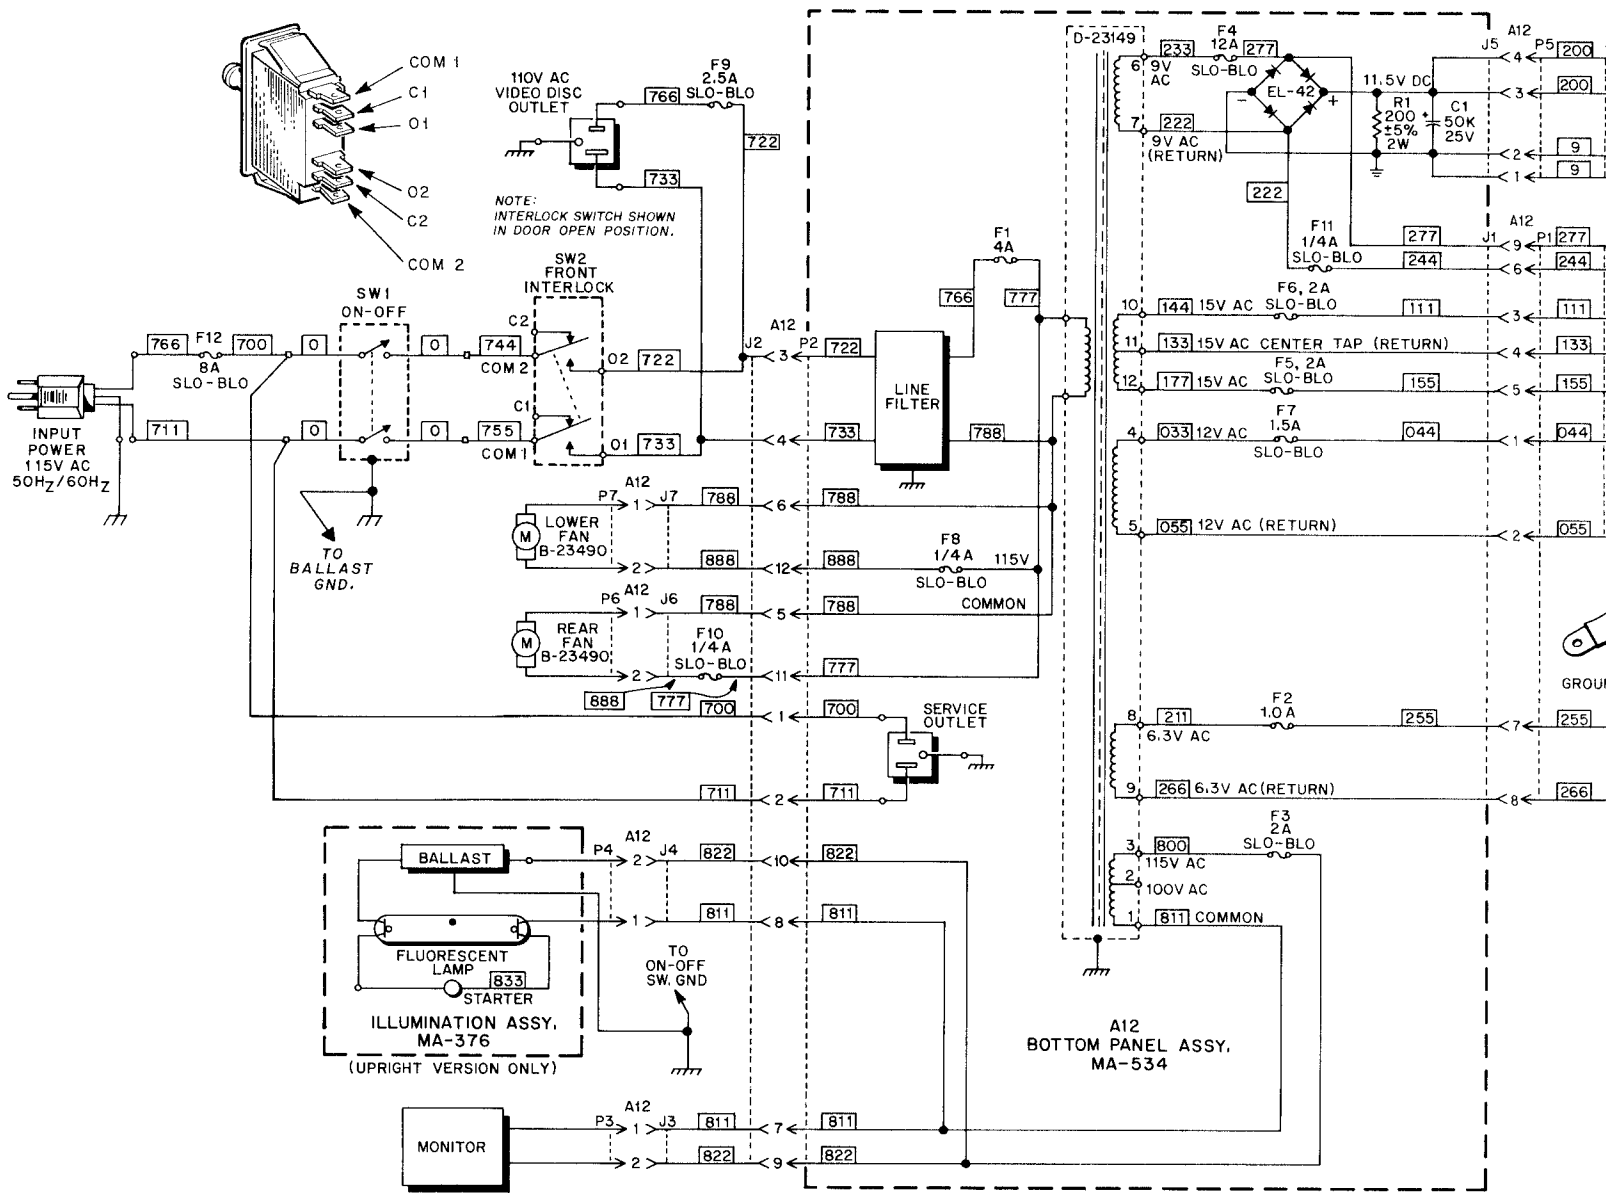 COM 1
C1
O1
O2
C2
COM 2
110V AC
VIDEO DISC
OUTLET
766
F9
2.5A
SLO-BLO
722
733
NOTE:
INTERLOCK SWITCH SHOWN
IN DOOR OPEN POSITION.
SW2
FRONT
INTERLOCK
SW1
ON-OFF
766
F12
8A
SLO-BLO
700
0
0
744
C2
COM 2
O2
722
711
0
0
755
C1
COM 1
O1
733
INPUT
POWER
115V AC
50HZ/60HZ
TO
BALLAST
GND.
J2
A12
P2
3
722
4
733
LINE
FILTER
766
F1
4A
777
788
LOWER
FAN
B-23490
M
P7
A12
J7
1
788
6
788
2
888
12
888
F8
1/4A
SLO-BLO
115V
REAR
FAN
B-23490
M
P6
A12
J6
1
788
5
788
COMMON
2
F10
1/4A
SLO-BLO
11
777
888
777
700
1
700
SERVICE
OUTLET
711
2
711
BALLAST
P4
A12
J4
2
822
10
822
1
811
8
811
FLUORESCENT
LAMP
833
STARTER
ILLUMINATION ASSY.
MA-376
(UPRIGHT VERSION ONLY)
TO
ON-OFF
SW. GND
MONITOR
P3
A12
J3
1
811
7
811
2
822
9
822
A12
BOTTOM PANEL ASSY.
MA-534
D-23149
6
233
9V
AC
F4
12A
SLO-BLO
277
EL-42
-
+
7
222
9V AC
(RETURN)
222
11.5V DC
R1
200
±5%
2W
+
C1
50K
25V
J5
A12
P5
4
200
3
200
2
9
1
9
F11
1/4A
SLO-BLO
J1
A12
P1
277
9
277
244
6
244
10
144
15V AC
F6, 2A
SLO-BLO
111
3
111
11
133
15V AC CENTER TAP (RETURN)
4
133
12
177
15V AC
F5, 2A
SLO-BLO
155
5
155
4
033
12V AC
F7
1.5A
SLO-BLO
044
1
044
5
055
12V AC (RETURN)
2
055
GROU
8
211
6.3V AC
F2
1.0A
255
7
255
9
266
6.3V AC (RETURN)
8
266
3
800
115V AC
F3
2A
SLO-BLO
2
100V AC
1
811
COMMON